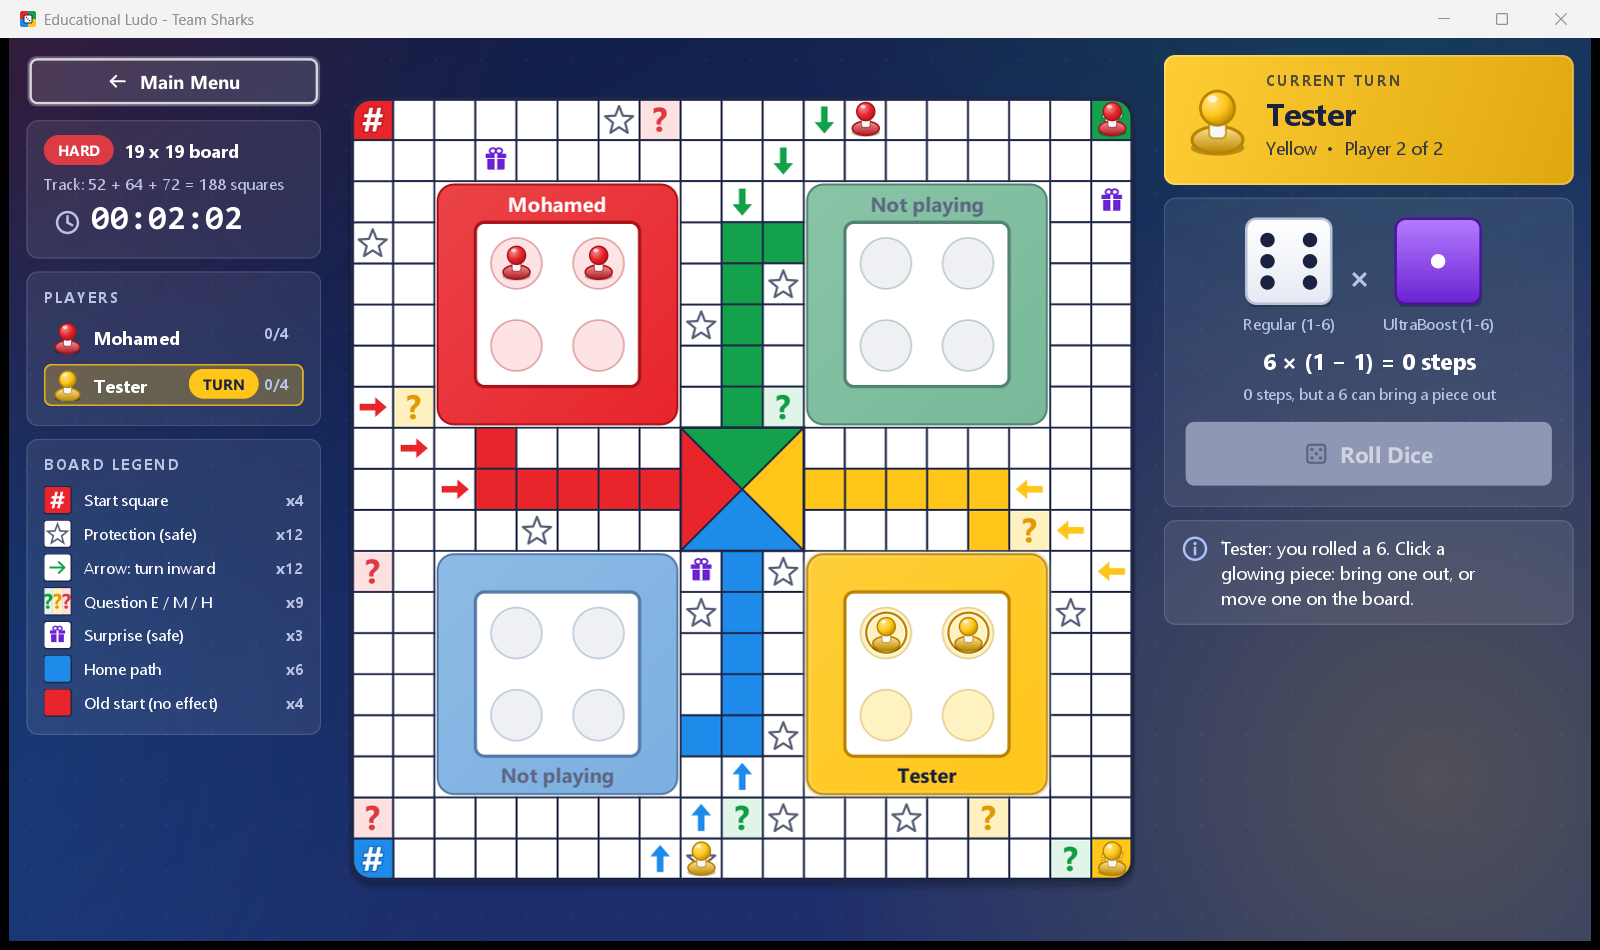 Educational Ludo - Team Sharks
← Main Menu
HARD 19 x 19 board
Track: 52 + 64 + 72 = 188 squares
00:02:02
PLAYERS
Mohamed 0/4
Tester TURN 0/4
BOARD LEGEND
# Start square x4
Protection (safe) x12
Arrow: turn inward x12
??? Question E / M / H x9
Surprise (safe) x3
Home path x6
Old start (no effect) x4
# ?
Mohamed
Not playing
? ?
?
?
Not playing
Tester
? ? ?
# ?
CURRENT TURN
Tester
Yellow • Player 2 of 2
×
Regular (1-6) UltraBoost (1-6)
6 × (1 − 1) = 0 steps
0 steps, but a 6 can bring a piece out
Roll Dice
Tester: you rolled a 6. Click a
glowing piece: bring one out, or
move one on the board.